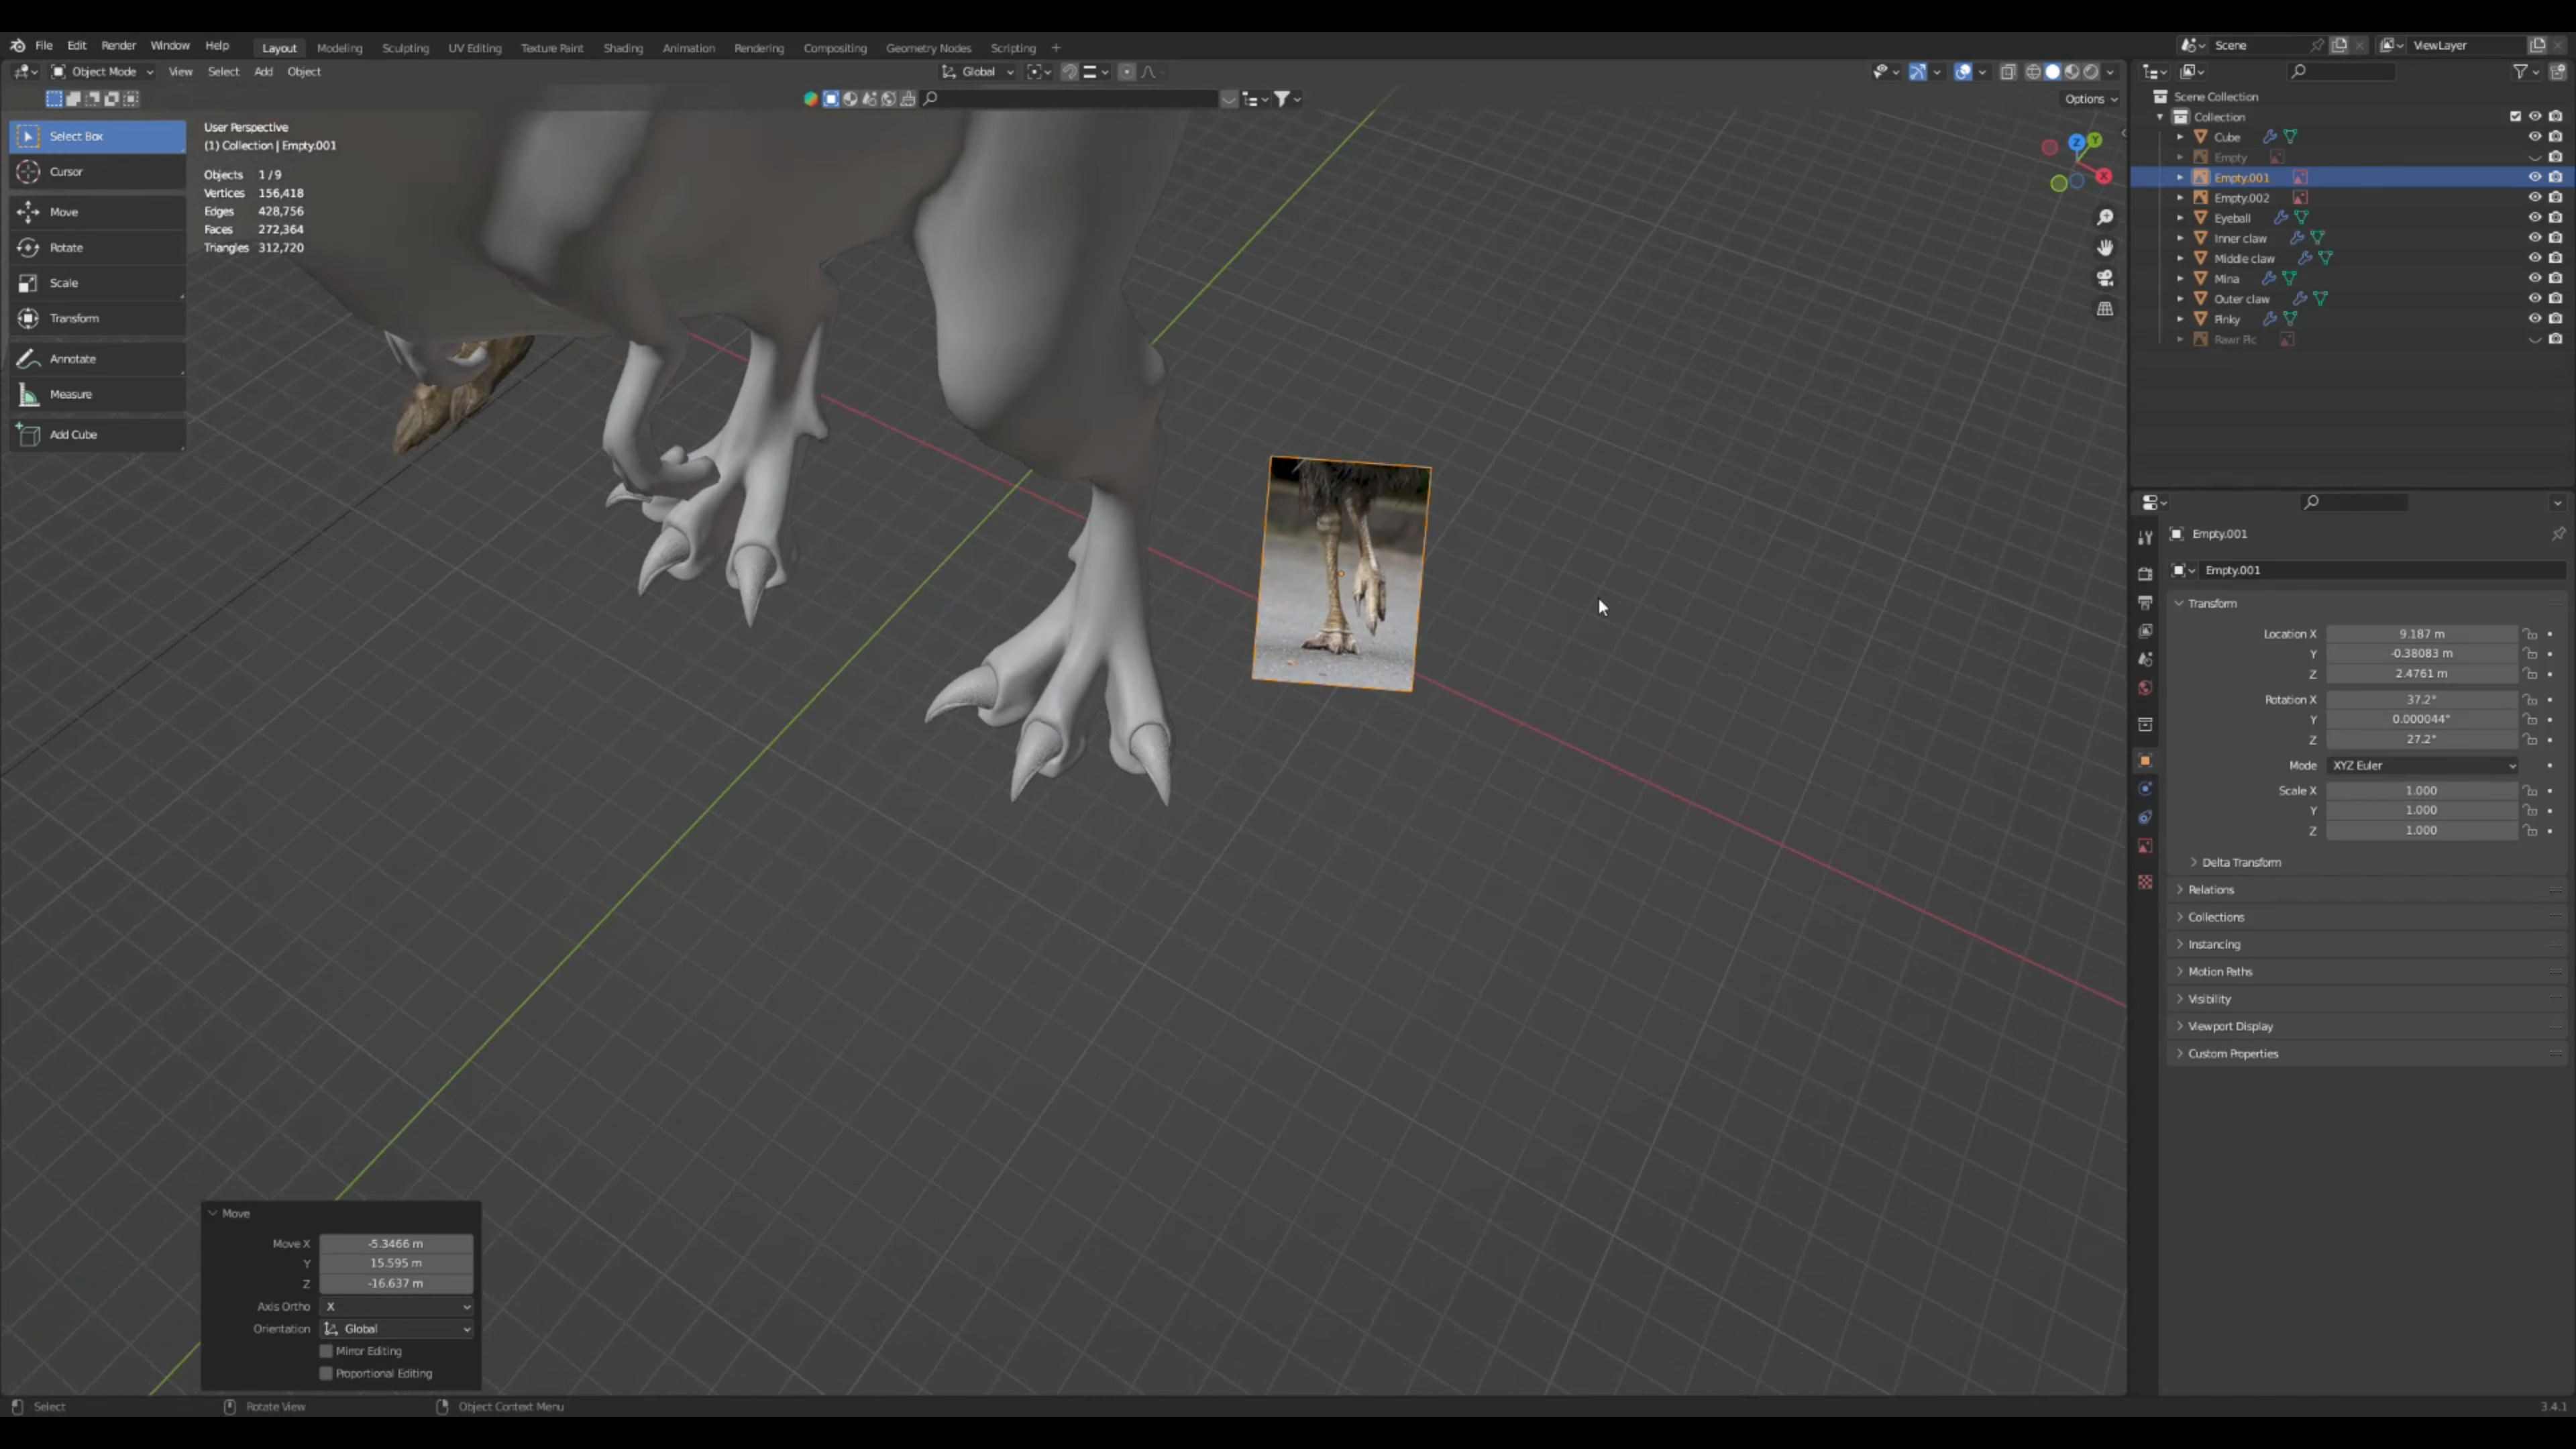 File Edit Render Window Help Layout Modeling Sculpting UV Editing Texture Paint Shading Animation Rendering Compositing Geometry Nodes Scripting + Scene ViewLayer
Object Mode View Select Add Object Global
Options
Select Box
Cursor
Move
Rotate
Scale
Transform
Annotate
Measure
Add Cube
User Perspective
(1) Collection | Empty.001
Objects 1/9
Vertices 156,418
Edges 428,756
Faces 272,364
Triangles 312,720
Z
Y
X
Scene Collection
Collection
Cube
Empty
Empty.001
Empty.002
Eyeball
Inner claw
Middle claw
Mina
Outer claw
Pinky
Rawr Pic
Empty.001
Empty.001
Transform
Location X 9.187 m
Y -0.38083 m
Z 2.4761 m
Rotation X 37.2°
Y 0.000044°
Z 27.2°
Mode XYZ Euler
Scale X 1.000
Y 1.000
Z 1.000
Delta Transform
Relations
Collections
Instancing
Motion Paths
Visibility
Viewport Display
Custom Properties
Move
Move X -5.3466 m
Y 15.595 m
Z -16.637 m
Axis Ortho X
Orientation Global
Mirror Editing
Proportional Editing
Select Rotate View Object Context Menu 3.4.1